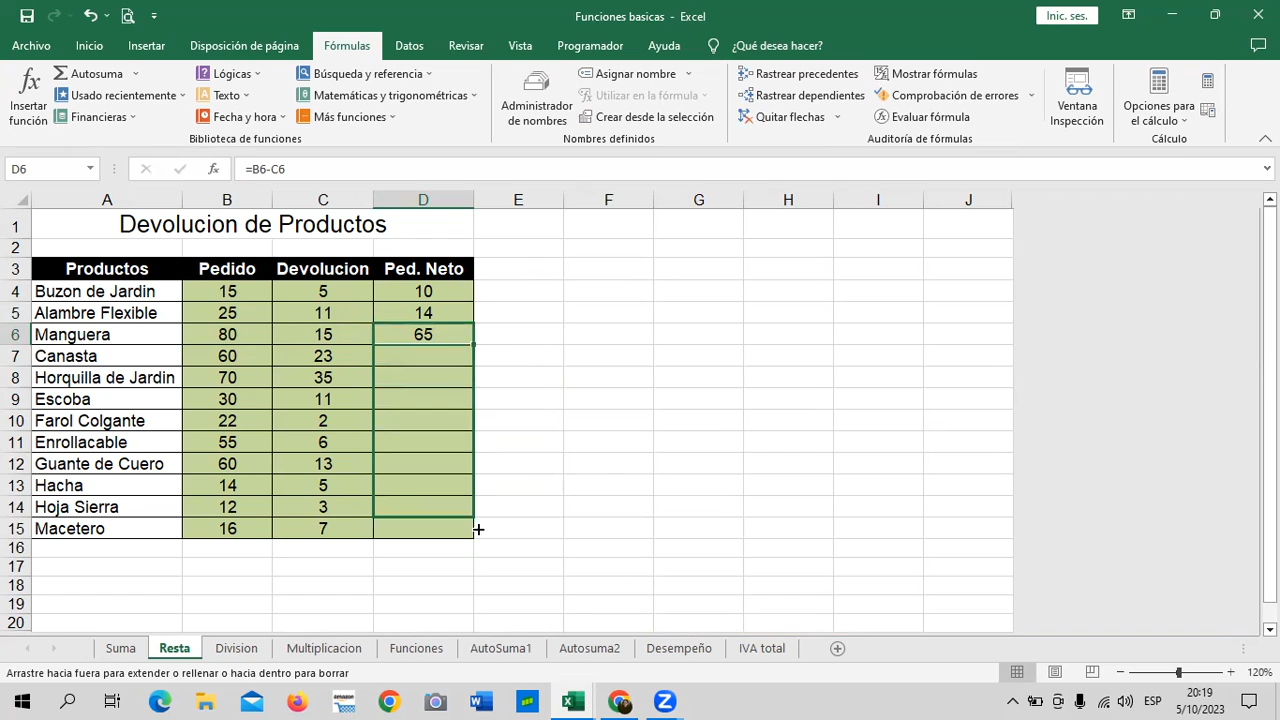 Funciones basicas - Excel
Inic. ses.
Archivo Inicio Insertar Disposición de página Fórmulas Datos Revisar Vista Programador Ayuda ¿Qué desea hacer?
Insertar función
Autosuma
Usado recientemente
Financieras
Lógicas
Texto
Fecha y hora
Búsqueda y referencia
Matemáticas y trigonométricas
Más funciones
Biblioteca de funciones
Administrador de nombres
Asignar nombre
Utilizar en la fórmula
Crear desde la selección
Nombres definidos
Rastrear precedentes
Rastrear dependientes
Quitar flechas
Mostrar fórmulas
Comprobación de errores
Evaluar fórmula
Auditoría de fórmulas
Ventana Inspección
Opciones para el cálculo
Cálculo
D6 fx =B6-C6
A B C D E F G H I J
1 Devolucion de Productos
2
3 Productos Pedido Devolucion Ped. Neto
4 Buzon de Jardin 15 5 10
5 Alambre Flexible 25 11 14
6 Manguera 80 15 65
7 Canasta 60 23
8 Horquilla de Jardin 70 35
9 Escoba 30 11
10 Farol Colgante 22 2
11 Enrollacable 55 6
12 Guante de Cuero 60 13
13 Hacha 14 5
14 Hoja Sierra 12 3
15 Macetero 16 7
16
17
18
19
20
Suma Resta Division Multiplicacion Funciones AutoSuma1 Autosuma2 Desempeño IVA total
Arrastre hacia fuera para extender o rellenar o hacia dentro para borrar
120%
ESP
20:19
5/10/2023